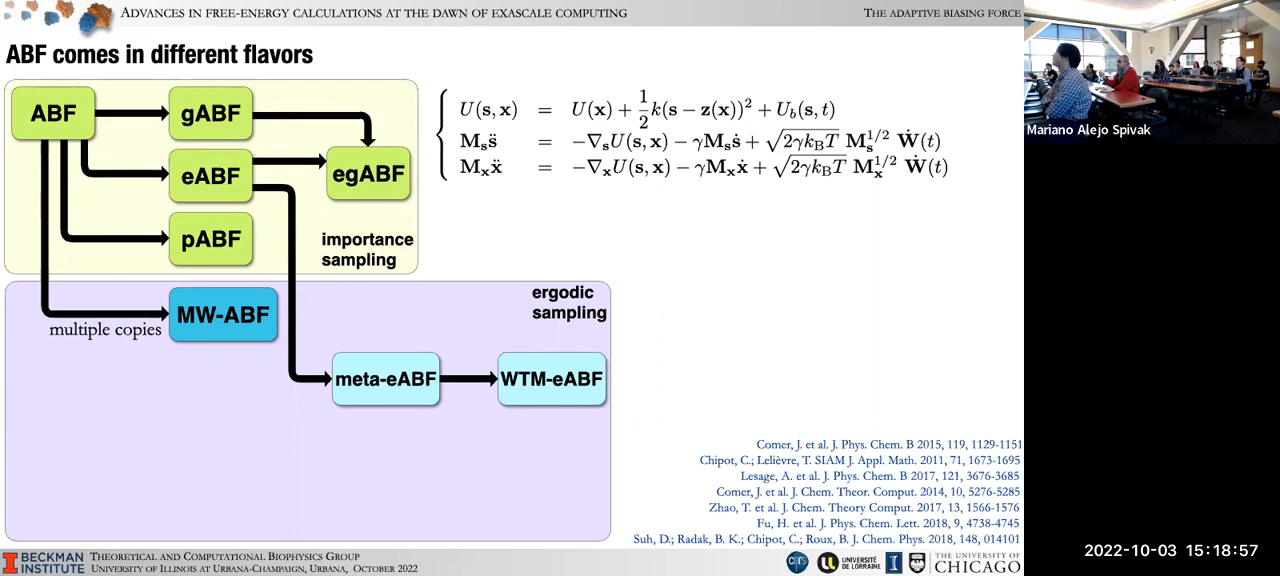 ADVANCES IN FREE-ENERGY CALCULATIONS AT THE DAWN OF EXASCALE COMPUTING
THE ADAPTIVE BIASING FORCE
ABF comes in different flavors
ABF
gABF
eABF
egABF
pABF
importance
sampling
U(s,x) = U(x) + 1/2 k(s − z(x))² + U_b(s,t)
M_s s̈ = −∇_s U(s,x) − γM_s ṡ + √(2γk_BT) M_s^{1/2} Ẇ(t)
M_x ẍ = −∇_x U(s,x) − γM_x ẋ + √(2γk_BT) M_x^{1/2} Ẇ(t)
ergodic
sampling
MW-ABF
multiple copies
meta-eABF
WTM-eABF
Comer, J. et al. J. Phys. Chem. B 2015, 119, 1129-1151
Chipot, C.; Lelièvre, T. SIAM J. Appl. Math. 2011, 71, 1673-1695
Lesage, A. et al. J. Phys. Chem. B 2017, 121, 3676-3685
Comer, J. et al. J. Chem. Theor. Comput. 2014, 10, 5276-5285
Zhao, T. et al. J. Chem. Theory Comput. 2017, 13, 1566-1576
Fu, H. et al. J. Phys. Chem. Lett. 2018, 9, 4738-4745
Suh, D.; Radak, B. K.; Chipot, C.; Roux, B. J. Chem. Phys. 2018, 148, 014101
I BECKMAN
INSTITUTE
THEORETICAL AND COMPUTATIONAL BIOPHYSICS GROUP
UNIVERSITY OF ILLINOIS AT URBANA-CHAMPAIGN, URBANA, OCTOBER 2022
UNIVERSITÉ
DE LORRAINE
I
THE UNIVERSITY OF
CHICAGO
Mariano Alejo Spivak
2022-10-03 15:18:57